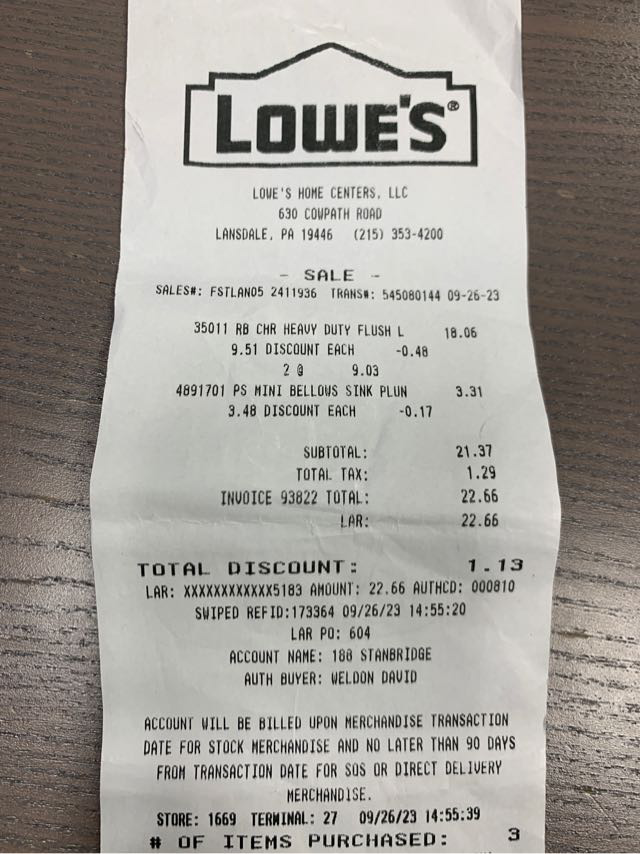 LOWE'S®
LOWE'S HOME CENTERS, LLC
630 COWPATH ROAD
LANSDALE, PA 19446 (215) 353-4200
- SALE -
SALES#: FSTLAN05 2411936 TRANS#: 545080144 09-26-23
35011 RB CHR HEAVY DUTY FLUSH L 18.06
9.51 DISCOUNT EACH -0.48
2 @ 9.03
4891701 PS MINI BELLOWS SINK PLUN 3.31
3.48 DISCOUNT EACH -0.17
SUBTOTAL: 21.37
TOTAL TAX: 1.29
INVOICE 93822 TOTAL: 22.66
LAR: 22.66
TOTAL DISCOUNT: 1.13
LAR: XXXXXXXXXXXX5183 AMOUNT: 22.66 AUTHCD: 000810
SWIPED REFID:173364 09/26/23 14:55:20
LAR PO: 604
ACCOUNT NAME: 188 STANBRIDGE
AUTH BUYER: WELDON DAVID
ACCOUNT WILL BE BILLED UPON MERCHANDISE TRANSACTION
DATE FOR STOCK MERCHANDISE AND NO LATER THAN 90 DAYS
FROM TRANSACTION DATE FOR SOS OR DIRECT DELIVERY
MERCHANDISE.
STORE: 1669 TERMINAL: 27 09/26/23 14:55:39
# OF ITEMS PURCHASED: 3